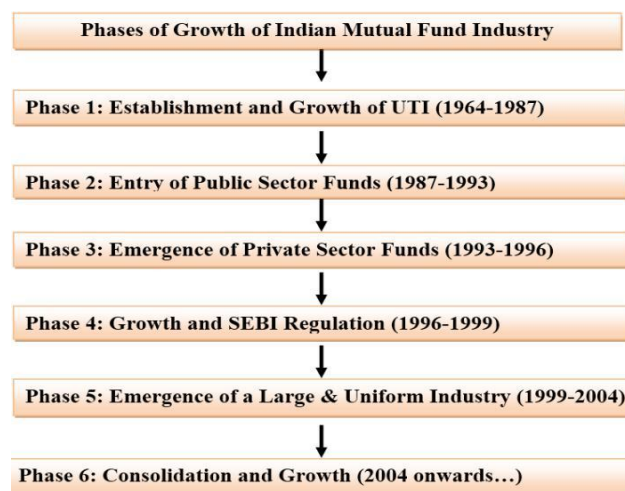 Phases of Growth of Indian Mutual Fund Industry
Phase 1: Establishment and Growth of UTI (1964-1987)
Phase 2: Entry of Public Sector Funds (1987-1993)
Phase 3: Emergence of Private Sector Funds (1993-1996)
Phase 4: Growth and SEBI Regulation (1996-1999)
Phase 5: Emergence of a Large & Uniform Industry (1999-2004)
Phase 6: Consolidation and Growth (2004 onwards…)